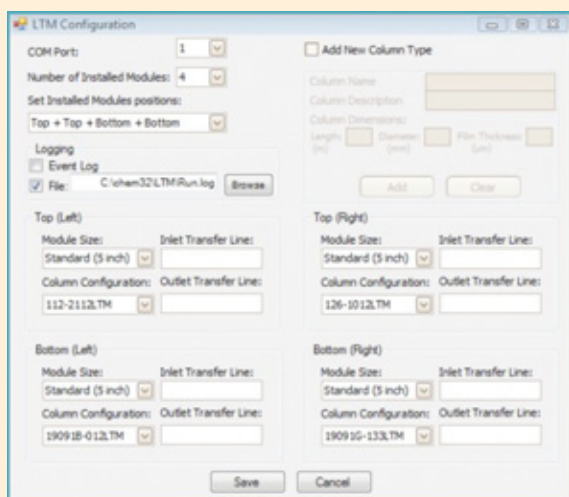 LTM Configuration
COM Port: 1
Number of Installed Modules: 4
Set Installed Modules positions:
Top + Top + Bottom + Bottom
Logging
Event Log
File: C:\chem32\LTM\Run.log Browse
Add New Column Type
Column Name
Column Description
Column Dimensions:
Length: Diameter: Film Thickness:
(m) (mm) (µm)
Add Clear
Top (Left)
Module Size: Inlet Transfer Line:
Standard (5 inch)
Column Configuration: Outlet Transfer Line:
112-2112LTM
Top (Right)
Module Size: Inlet Transfer Line:
Standard (5 inch)
Column Configuration: Outlet Transfer Line:
126-1012LTM
Bottom (Left)
Module Size: Inlet Transfer Line:
Standard (5 inch)
Column Configuration: Outlet Transfer Line:
19091B-012LTM
Bottom (Right)
Module Size: Inlet Transfer Line:
Standard (5 inch)
Column Configuration: Outlet Transfer Line:
19091G-133LTM
Save Cancel